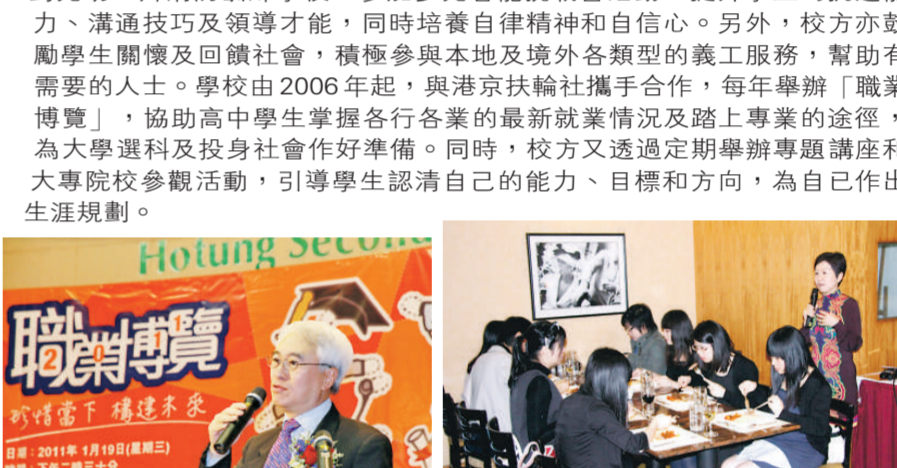 力、溝通技巧及領導才能，同時培養自律精神和自信心。另外，校方亦鼓
勵學生關懷及回饋社會，積極參與本地及境外各類型的義工服務，幫助有
需要的人士。學校由2006年起，與港京扶輪社攜手合作，每年舉辦「職業
博覽」，協助高中學生掌握各行各業的最新就業情況及踏上專業的途徑，
為大學選科及投身社會作好準備。同時，校方又透過定期舉辦專題講座和
大專院校參觀活動，引導學生認清自己的能力、目標和方向，為自己作出
生涯規劃。
Hotung Second
職業博覽
2011
珍惜當下 構建未來
日期：2011年 1月19日(星期三)